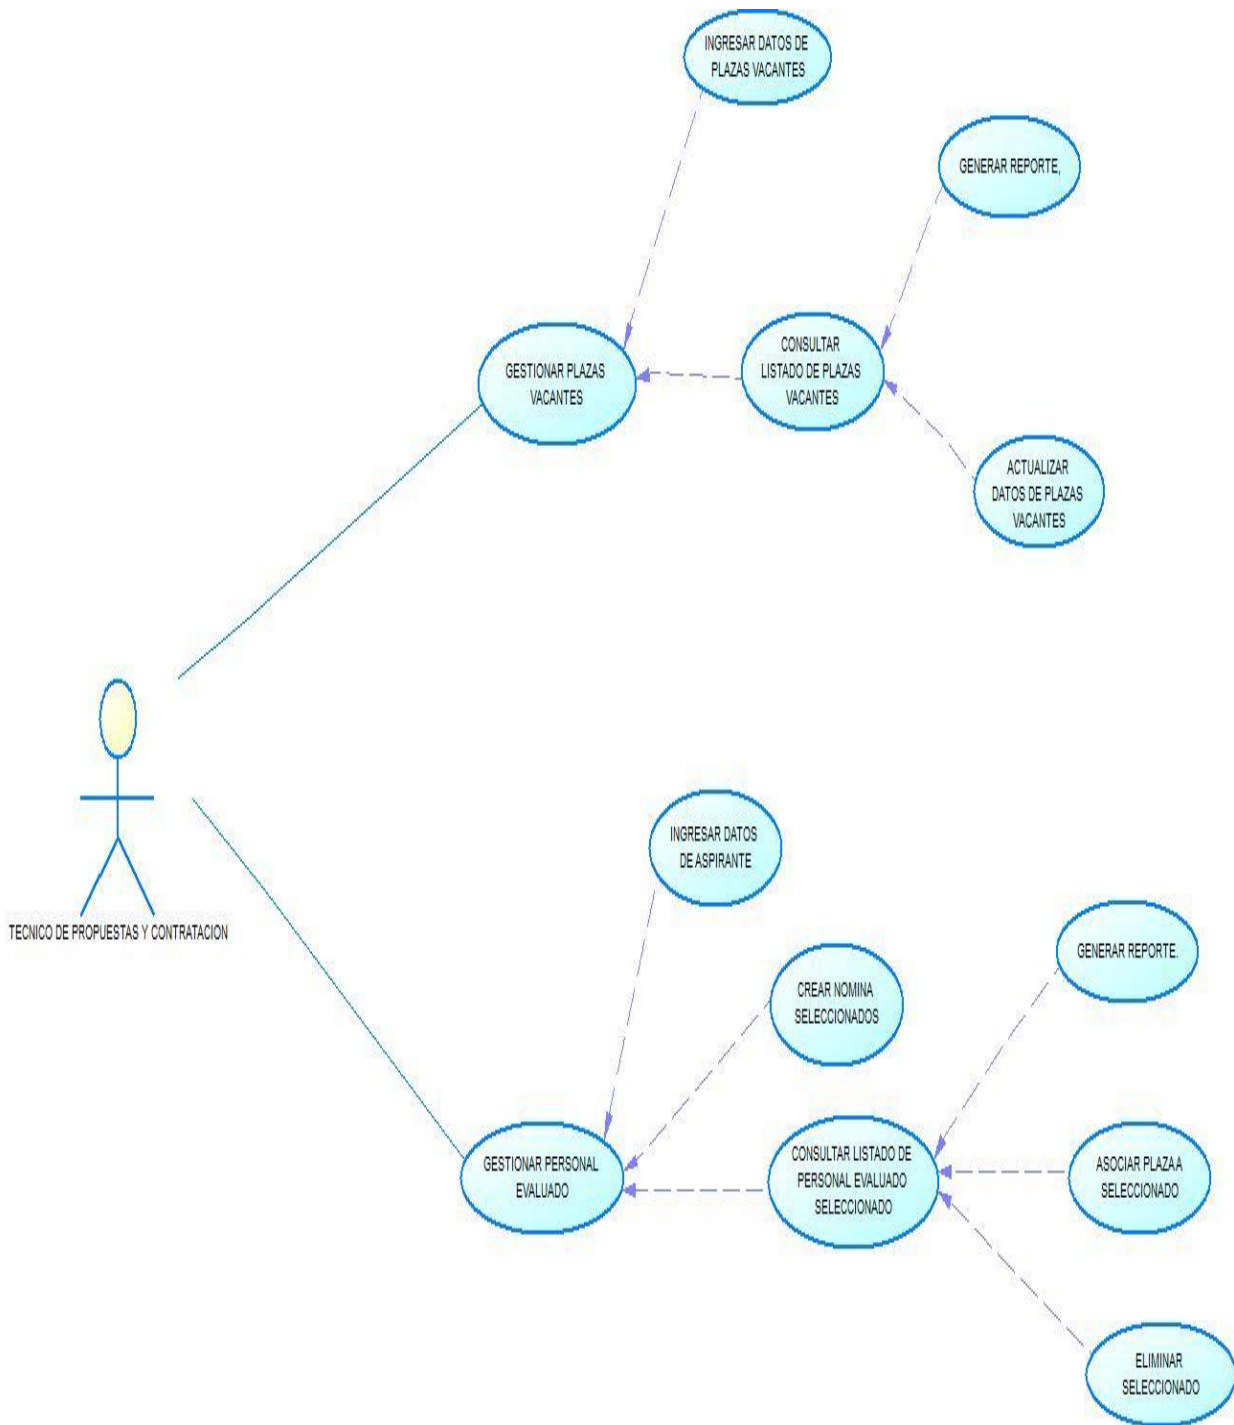 INGRESAR DATOS DE
PLAZAS VACANTES
GENERAR REPORTE,
GESTIONAR PLAZAS
VACANTES
CONSULTAR
LISTADO DE PLAZAS
VACANTES
ACTUALIZAR
DATOS DE PLAZAS
VACANTES
TECNICO DE PROPUESTAS Y CONTRATACION
INGRESAR DATOS
DE ASPIRANTE
CREAR NOMINA
SELECCIONADOS
GENERAR REPORTE.
GESTIONAR PERSONAL
EVALUADO
CONSULTAR LISTADO DE
PERSONAL EVALUADO
SELECCIONADO
ASOCIAR PLAZA A
SELECCIONADO
ELIMINAR
SELECCIONADO